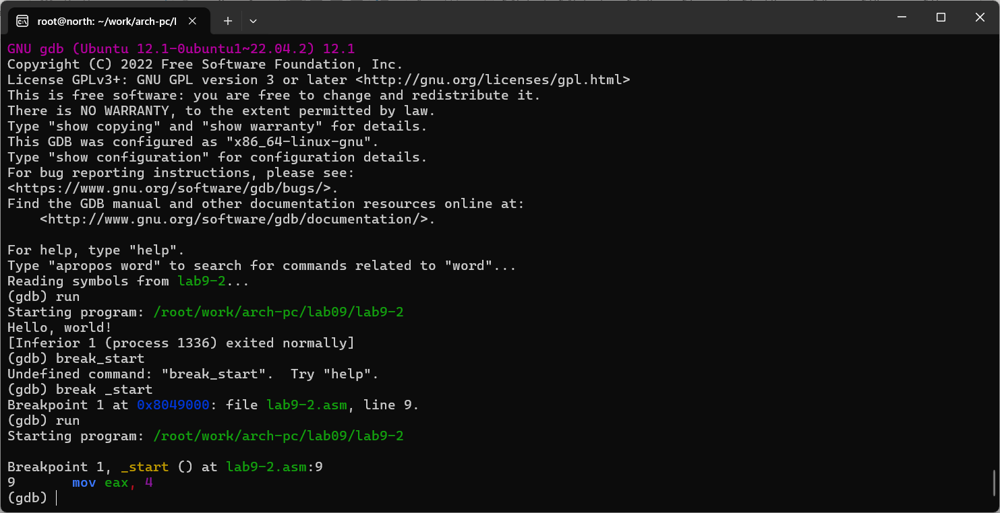 root@north: ~/work/arch-pc/l
GNU gdb (Ubuntu 12.1-0ubuntu1~22.04.2) 12.1
Copyright (C) 2022 Free Software Foundation, Inc.
License GPLv3+: GNU GPL version 3 or later <http://gnu.org/licenses/gpl.html>
This is free software: you are free to change and redistribute it.
There is NO WARRANTY, to the extent permitted by law.
Type "show copying" and "show warranty" for details.
This GDB was configured as "x86_64-linux-gnu".
Type "show configuration" for configuration details.
For bug reporting instructions, please see:
<https://www.gnu.org/software/gdb/bugs/>.
Find the GDB manual and other documentation resources online at:
    <http://www.gnu.org/software/gdb/documentation/>.

For help, type "help".
Type "apropos word" to search for commands related to "word"...
Reading symbols from lab9-2...
(gdb) run
Starting program: /root/work/arch-pc/lab09/lab9-2
Hello, world!
[Inferior 1 (process 1336) exited normally]
(gdb) break_start
Undefined command: "break_start".  Try "help".
(gdb) break _start
Breakpoint 1 at 0x8049000: file lab9-2.asm, line 9.
(gdb) run
Starting program: /root/work/arch-pc/lab09/lab9-2

Breakpoint 1, _start () at lab9-2.asm:9
9       mov eax, 4
(gdb)